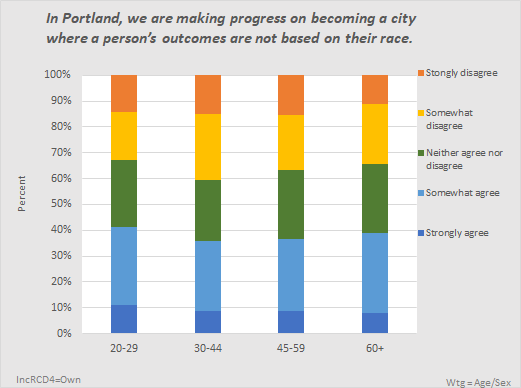 In Portland, we are making progress on becoming a city
where a person's outcomes are not based on their race.
100%
90%
80%
70%
60%
50%
40%
30%
20%
10%
0%
Percent
20-29
30-44
45-59
60+
Stongly disagree
Somewhat
disagree
Neither agree nor
disagree
Somewhat agree
Strongly agree
IncRCD4=Own
Wtg = Age/Sex